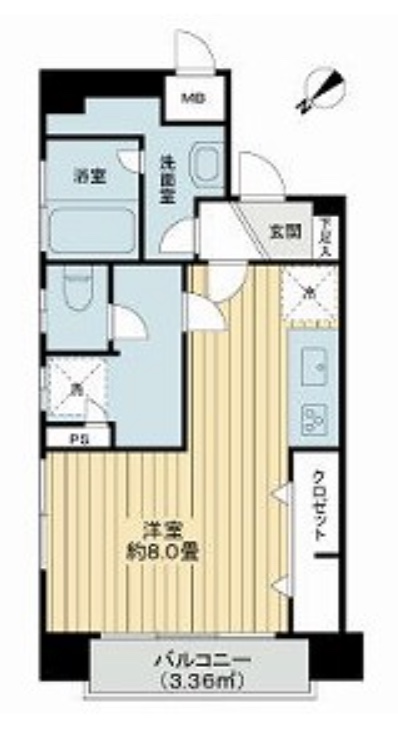 MB
浴室
洗面室
玄関
下足入
冷
洗
PS
クロゼット
洋室
約8.0畳
バルコニー
(3.36㎡)
N